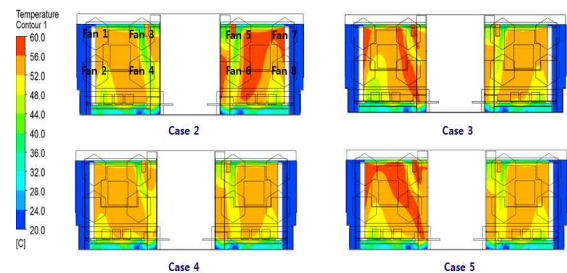 Temperature
Contour 1
60.0
56.0
52.0
48.0
44.0
40.0
36.0
32.0
28.0
24.0
20.0
[C]
Fan 1 Fan 3 Fan 5 Fan 7
Fan 2 Fan 4 Fan 6 Fan 8
Case 2 Case 3
Case 4 Case 5